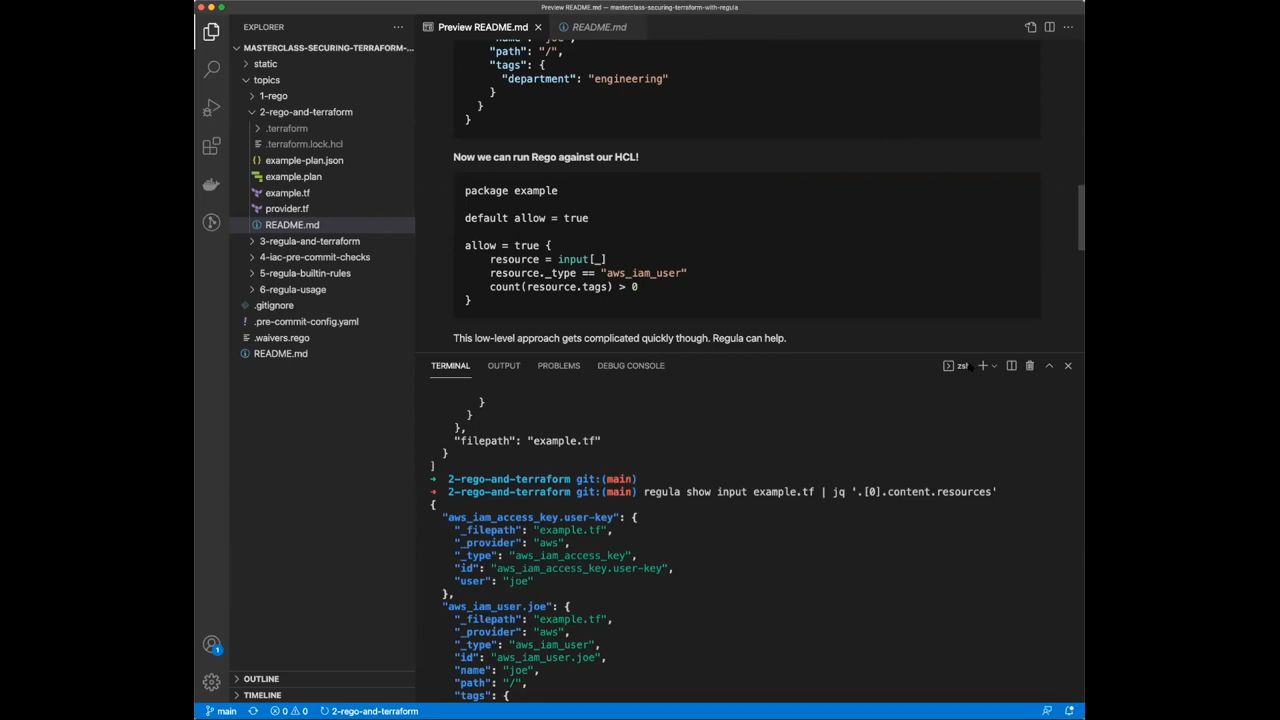 Preview README.md — masterclass-securing-terraform-with-regula
EXPLORER
MASTERCLASS-SECURING-TERRAFORM-...
static
topics
1-rego
2-rego-and-terraform
.terraform
.terraform.lock.hcl
example-plan.json
example.plan
example.tf
provider.tf
README.md
3-regula-and-terraform
4-iac-pre-commit-checks
5-regula-builtin-rules
6-regula-usage
.gitignore
.pre-commit-config.yaml
.waivers.rego
README.md
OUTLINE
TIMELINE
Preview README.md
README.md
"path": "/",
"tags": {
"department": "engineering"
}
}
}
Now we can run Rego against our HCL!
package example
default allow = true
allow = true {
resource = input[_]
resource._type == "aws_iam_user"
count(resource.tags) > 0
}
This low-level approach gets complicated quickly though. Regula can help.
TERMINAL OUTPUT PROBLEMS DEBUG CONSOLE
zsh
}
}
},
"filepath": "example.tf"
}
]
➜ 2-rego-and-terraform git:(main)
➜ 2-rego-and-terraform git:(main) regula show input example.tf | jq '.[0].content.resources'
{
"aws_iam_access_key.user-key": {
"_filepath": "example.tf",
"_provider": "aws",
"_type": "aws_iam_access_key",
"id": "aws_iam_access_key.user-key",
"user": "joe"
},
"aws_iam_user.joe": {
"_filepath": "example.tf",
"_provider": "aws",
"_type": "aws_iam_user",
"id": "aws_iam_user.joe",
"name": "joe",
"path": "/",
"tags": {
1
main
0 0
2-rego-and-terraform